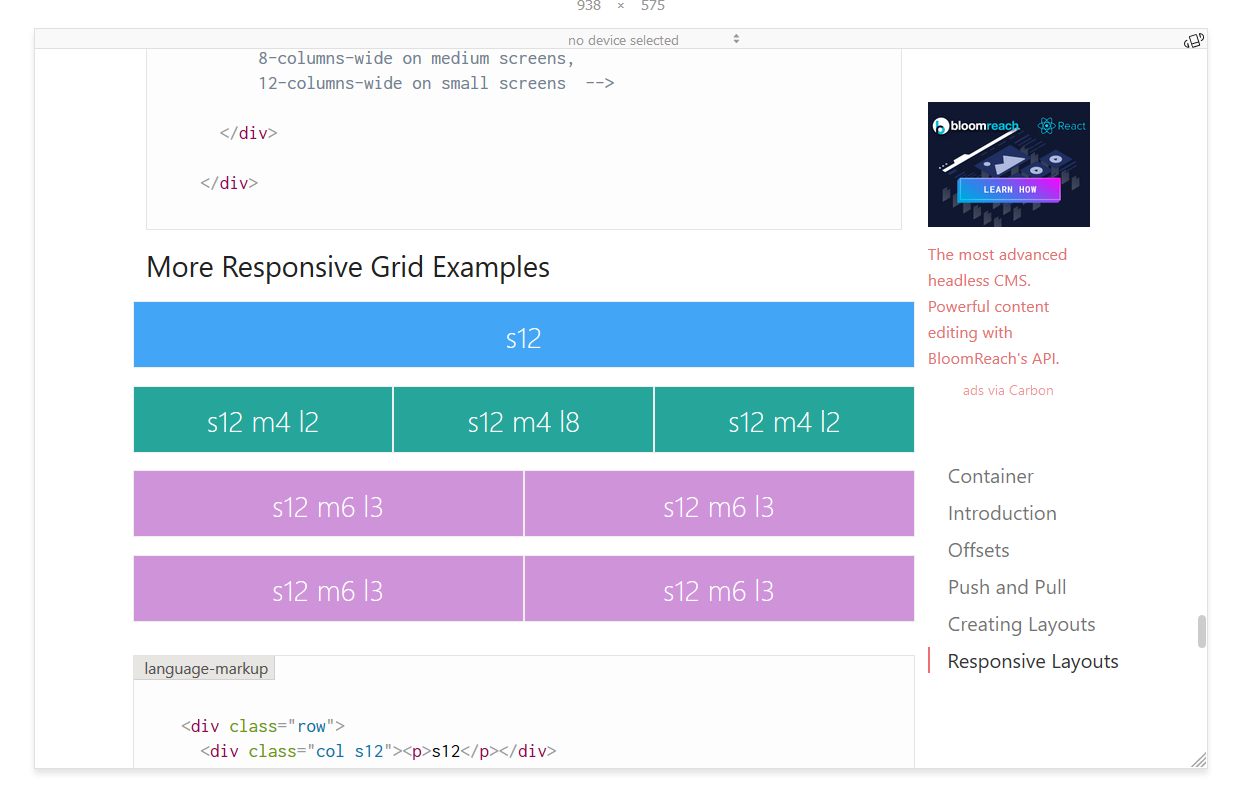 938 × 575
no device selected
8-columns-wide on medium screens,
12-columns-wide on small screens -->
</div>
</div>
More Responsive Grid Examples
s12
s12 m4 l2 s12 m4 l8 s12 m4 l2
s12 m6 l3 s12 m6 l3
s12 m6 l3 s12 m6 l3
language-markup
<div class="row">
<div class="col s12"><p>s12</p></div>
bloomreach React
LEARN HOW
The most advanced
headless CMS.
Powerful content
editing with
BloomReach's API.
ads via Carbon
Container
Introduction
Offsets
Push and Pull
Creating Layouts
Responsive Layouts